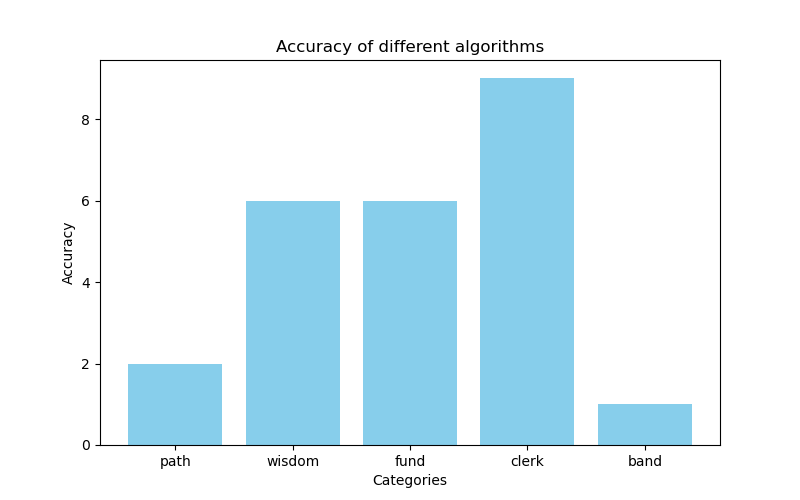 Accuracy of different algorithms
8
6
4
2
0
Accuracy
path wisdom fund clerk band
Categories